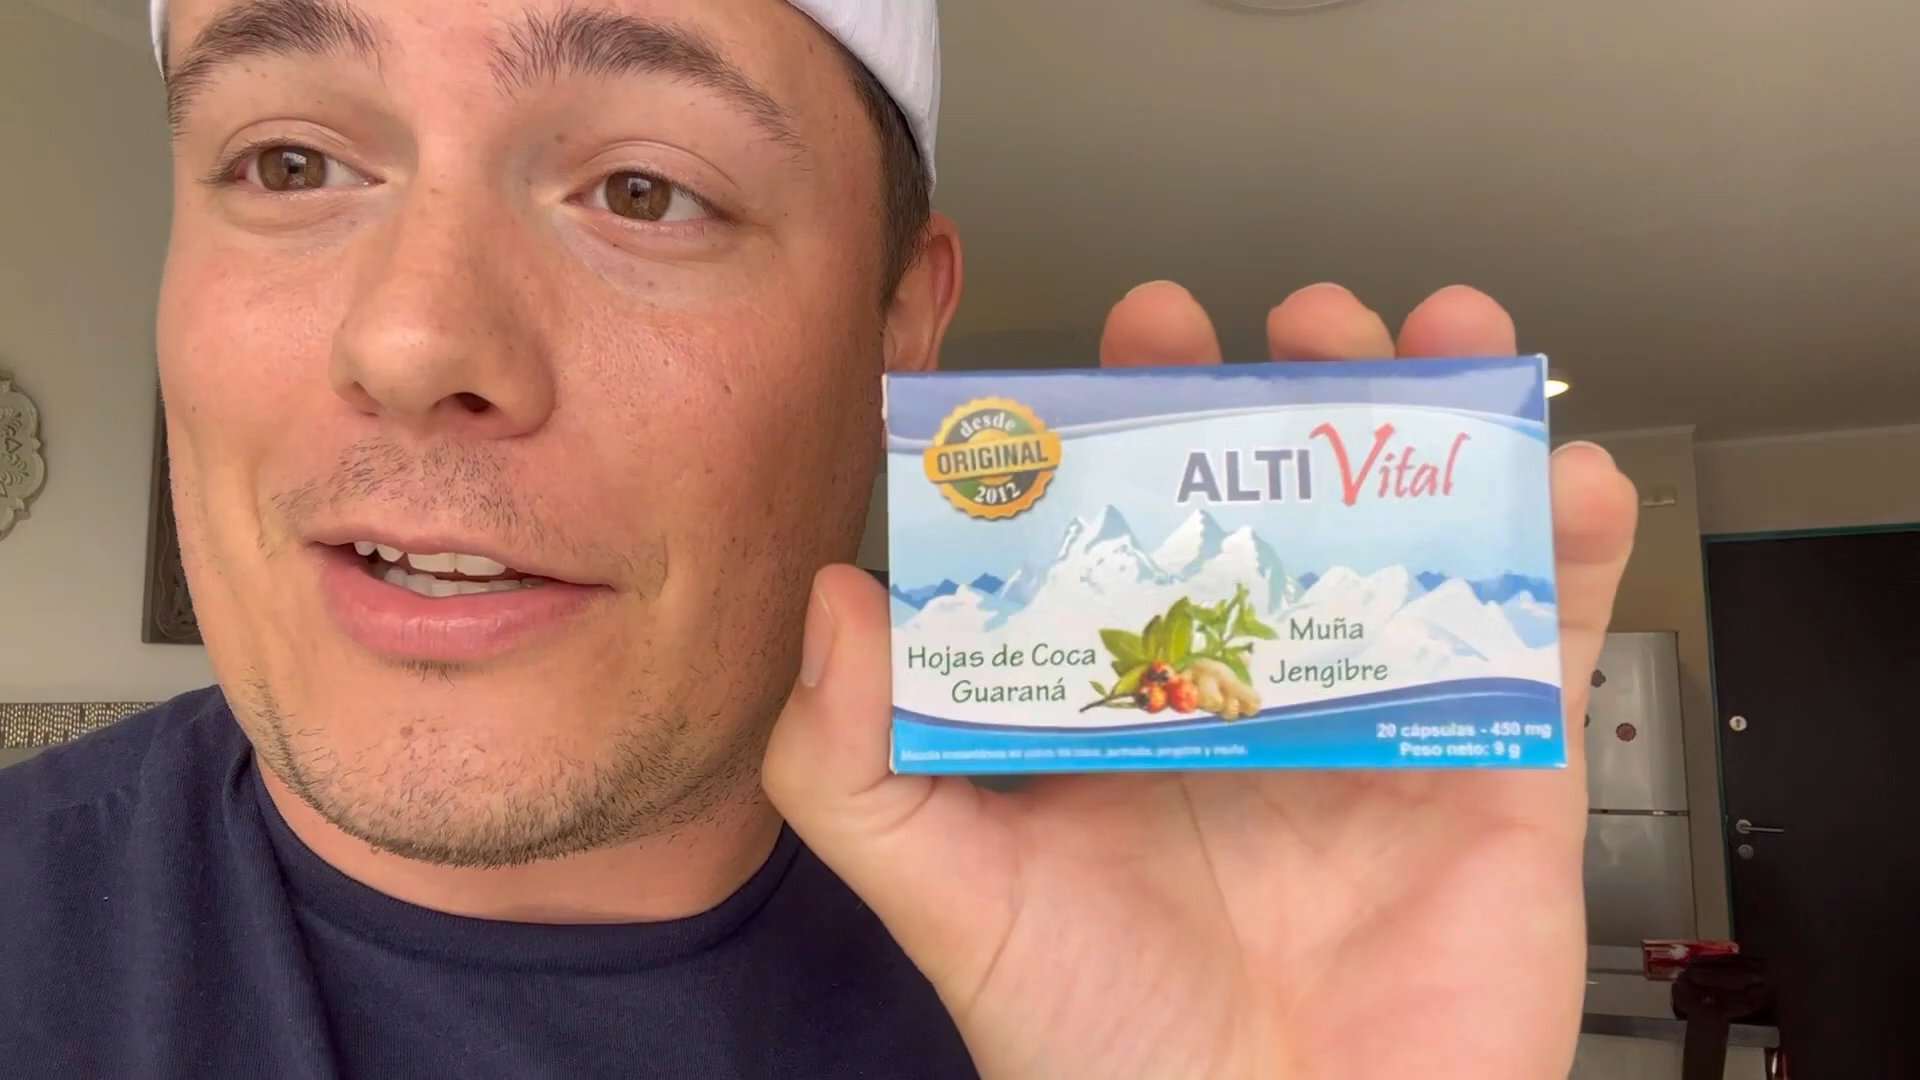 desde
ORIGINAL
2012
ALTI Vital
Hojas de Coca
Guaraná
Muña
Jengibre
20 cápsulas - 450 mg
Peso neto: 9 g